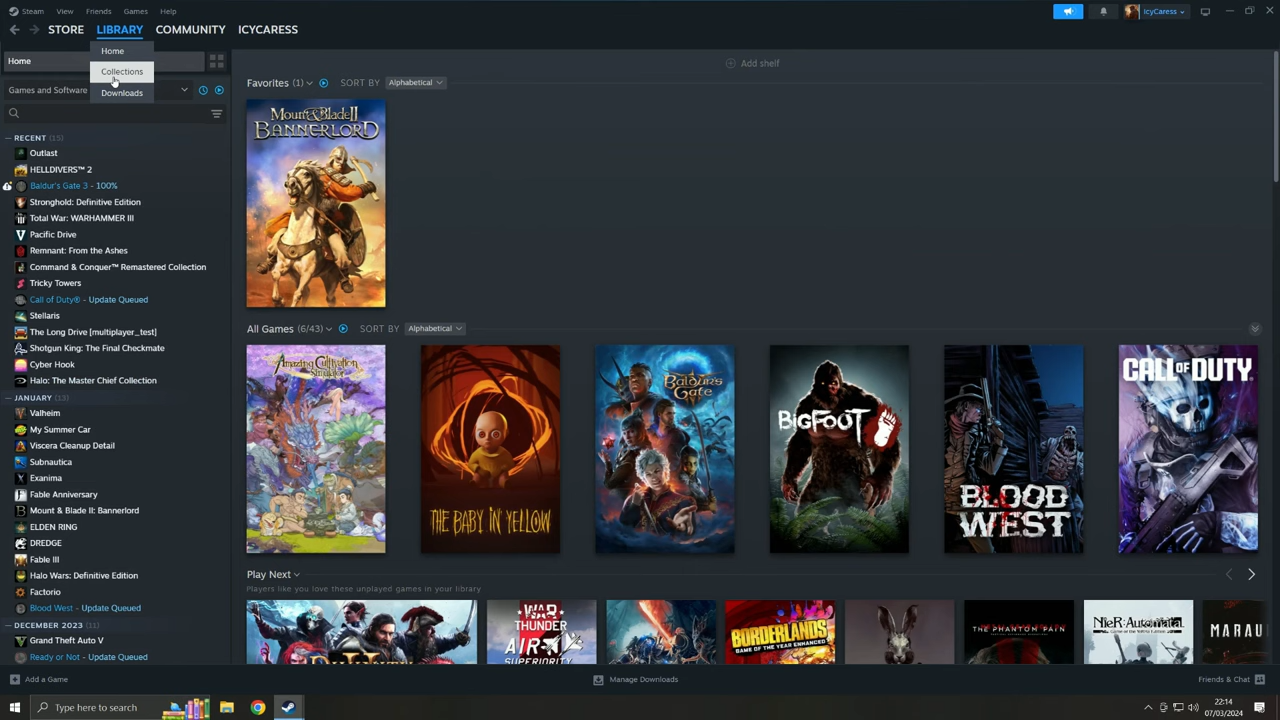 Steam View Friends Games Help
IcyCaress
STORE LIBRARY COMMUNITY ICYCARESS
Home
Collections
Downloads
Home
Games and Software
RECENT (15)
Outlast
HELLDIVERS™ 2
Baldur's Gate 3 - 100%
Stronghold: Definitive Edition
Total War: WARHAMMER III
Pacific Drive
Remnant: From the Ashes
Command & Conquer™ Remastered Collection
Tricky Towers
Call of Duty® - Update Queued
Stellaris
The Long Drive [multiplayer_test]
Shotgun King: The Final Checkmate
Cyber Hook
Halo: The Master Chief Collection
JANUARY (13)
Valheim
My Summer Car
Viscera Cleanup Detail
Subnautica
Exanima
Fable Anniversary
Mount & Blade II: Bannerlord
ELDEN RING
DREDGE
Fable III
Halo Wars: Definitive Edition
Factorio
Blood West - Update Queued
DECEMBER 2023 (11)
Grand Theft Auto V
Ready or Not - Update Queued
Add shelf
Favorites (1) SORT BY Alphabetical
MOUNT & BLADE II
BANNERLORD
All Games (6/43) SORT BY Alphabetical
Amazing Cultivation
Simulator
THE BABY IN YELLOW
BALDUR'S
GATE
BIGFOOT
BLOOD
WEST
CALL OF DUTY
Play Next
Players like you love these unplayed games in your library
WAR
THUNDER
AIR
SUPERIORITY
BORDERLANDS
GAME OF THE YEAR ENHANCED
THE PHANTOM PAIN
NieR:Automata
MARAU
Add a Game
Manage Downloads
Friends & Chat
Type here to search
22:14
07/03/2024